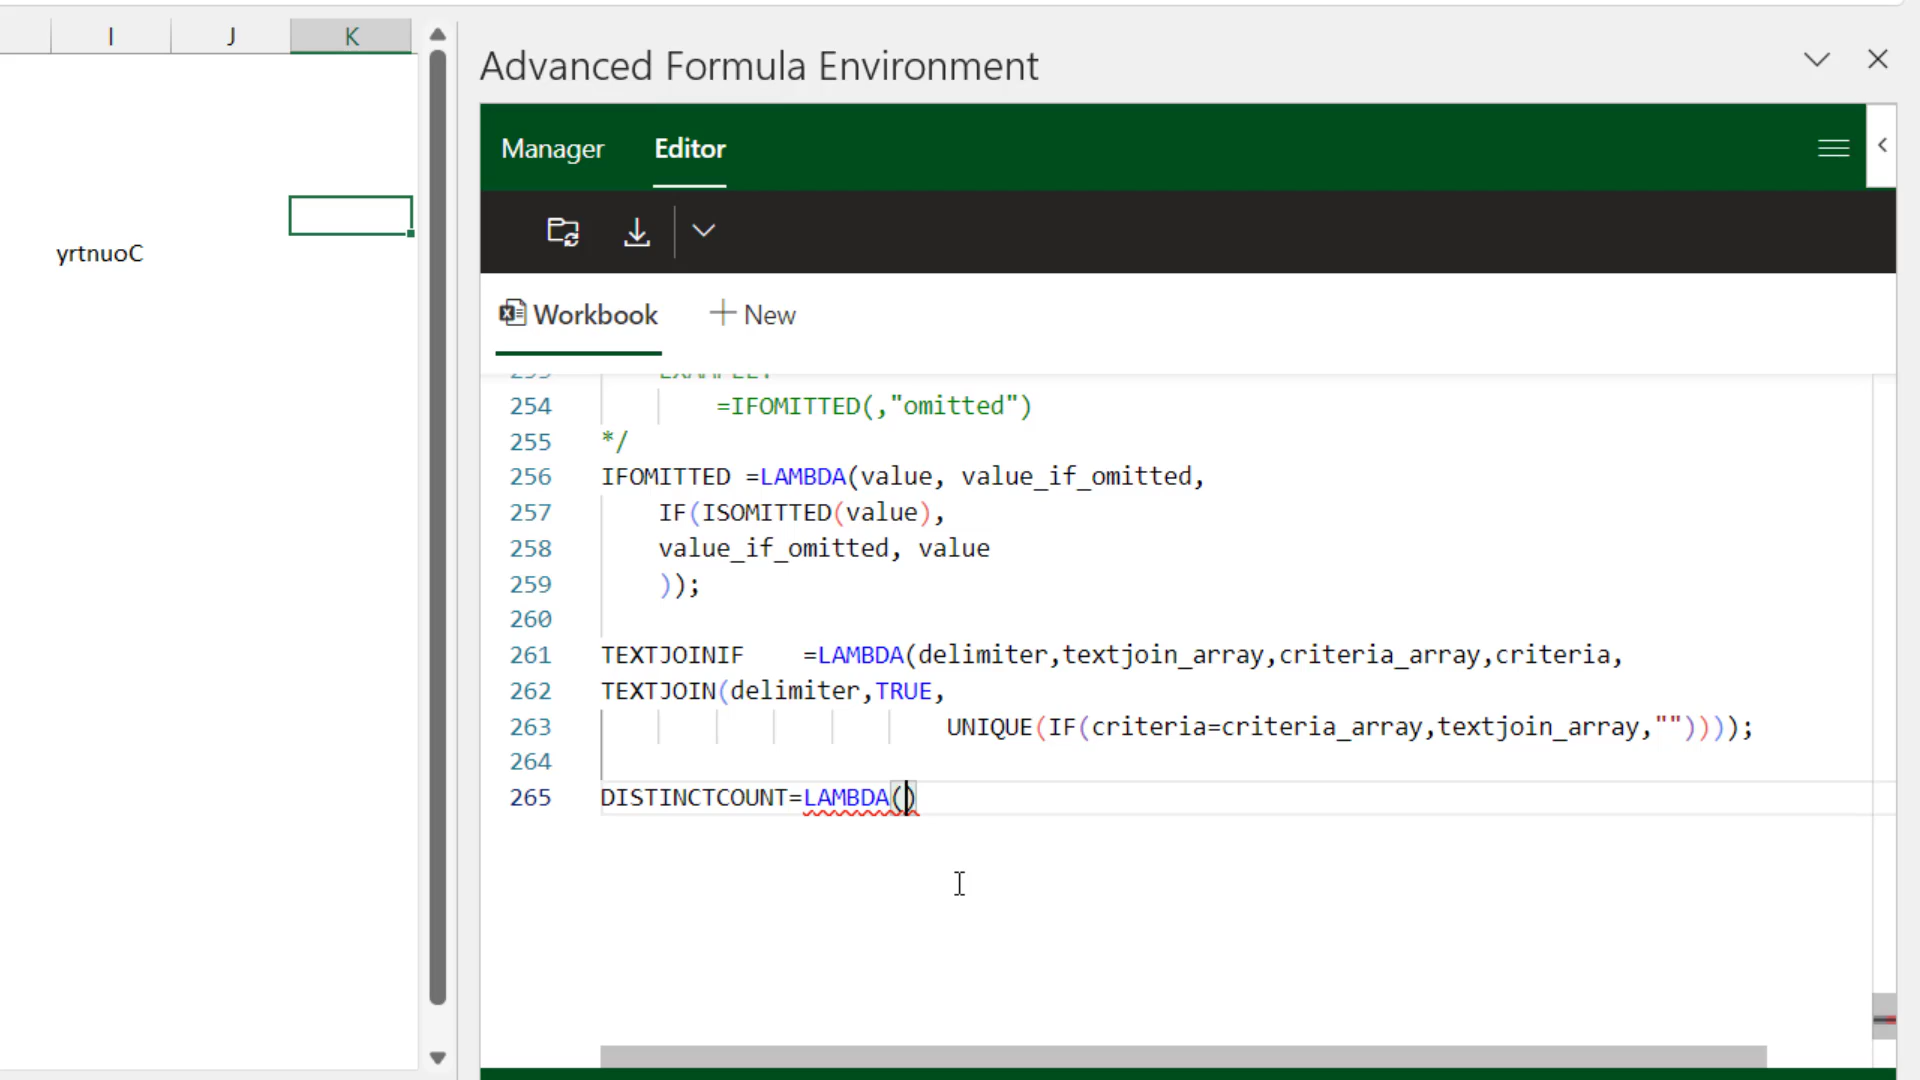 I J K
Advanced Formula Environment
Manager Editor
yrtnuoC
Workbook New
254 =IFOMITTED(,"omitted")
255 */
256 IFOMITTED =LAMBDA(value, value_if_omitted,
257 IF(ISOMITTED(value),
258 value_if_omitted, value
259 ));
260
261 TEXTJOINIF =LAMBDA(delimiter,textjoin_array,criteria_array,criteria,
262 TEXTJOIN(delimiter,TRUE,
263 UNIQUE(IF(criteria=criteria_array,textjoin_array,""))));
264
265 DISTINCTCOUNT=LAMBDA()